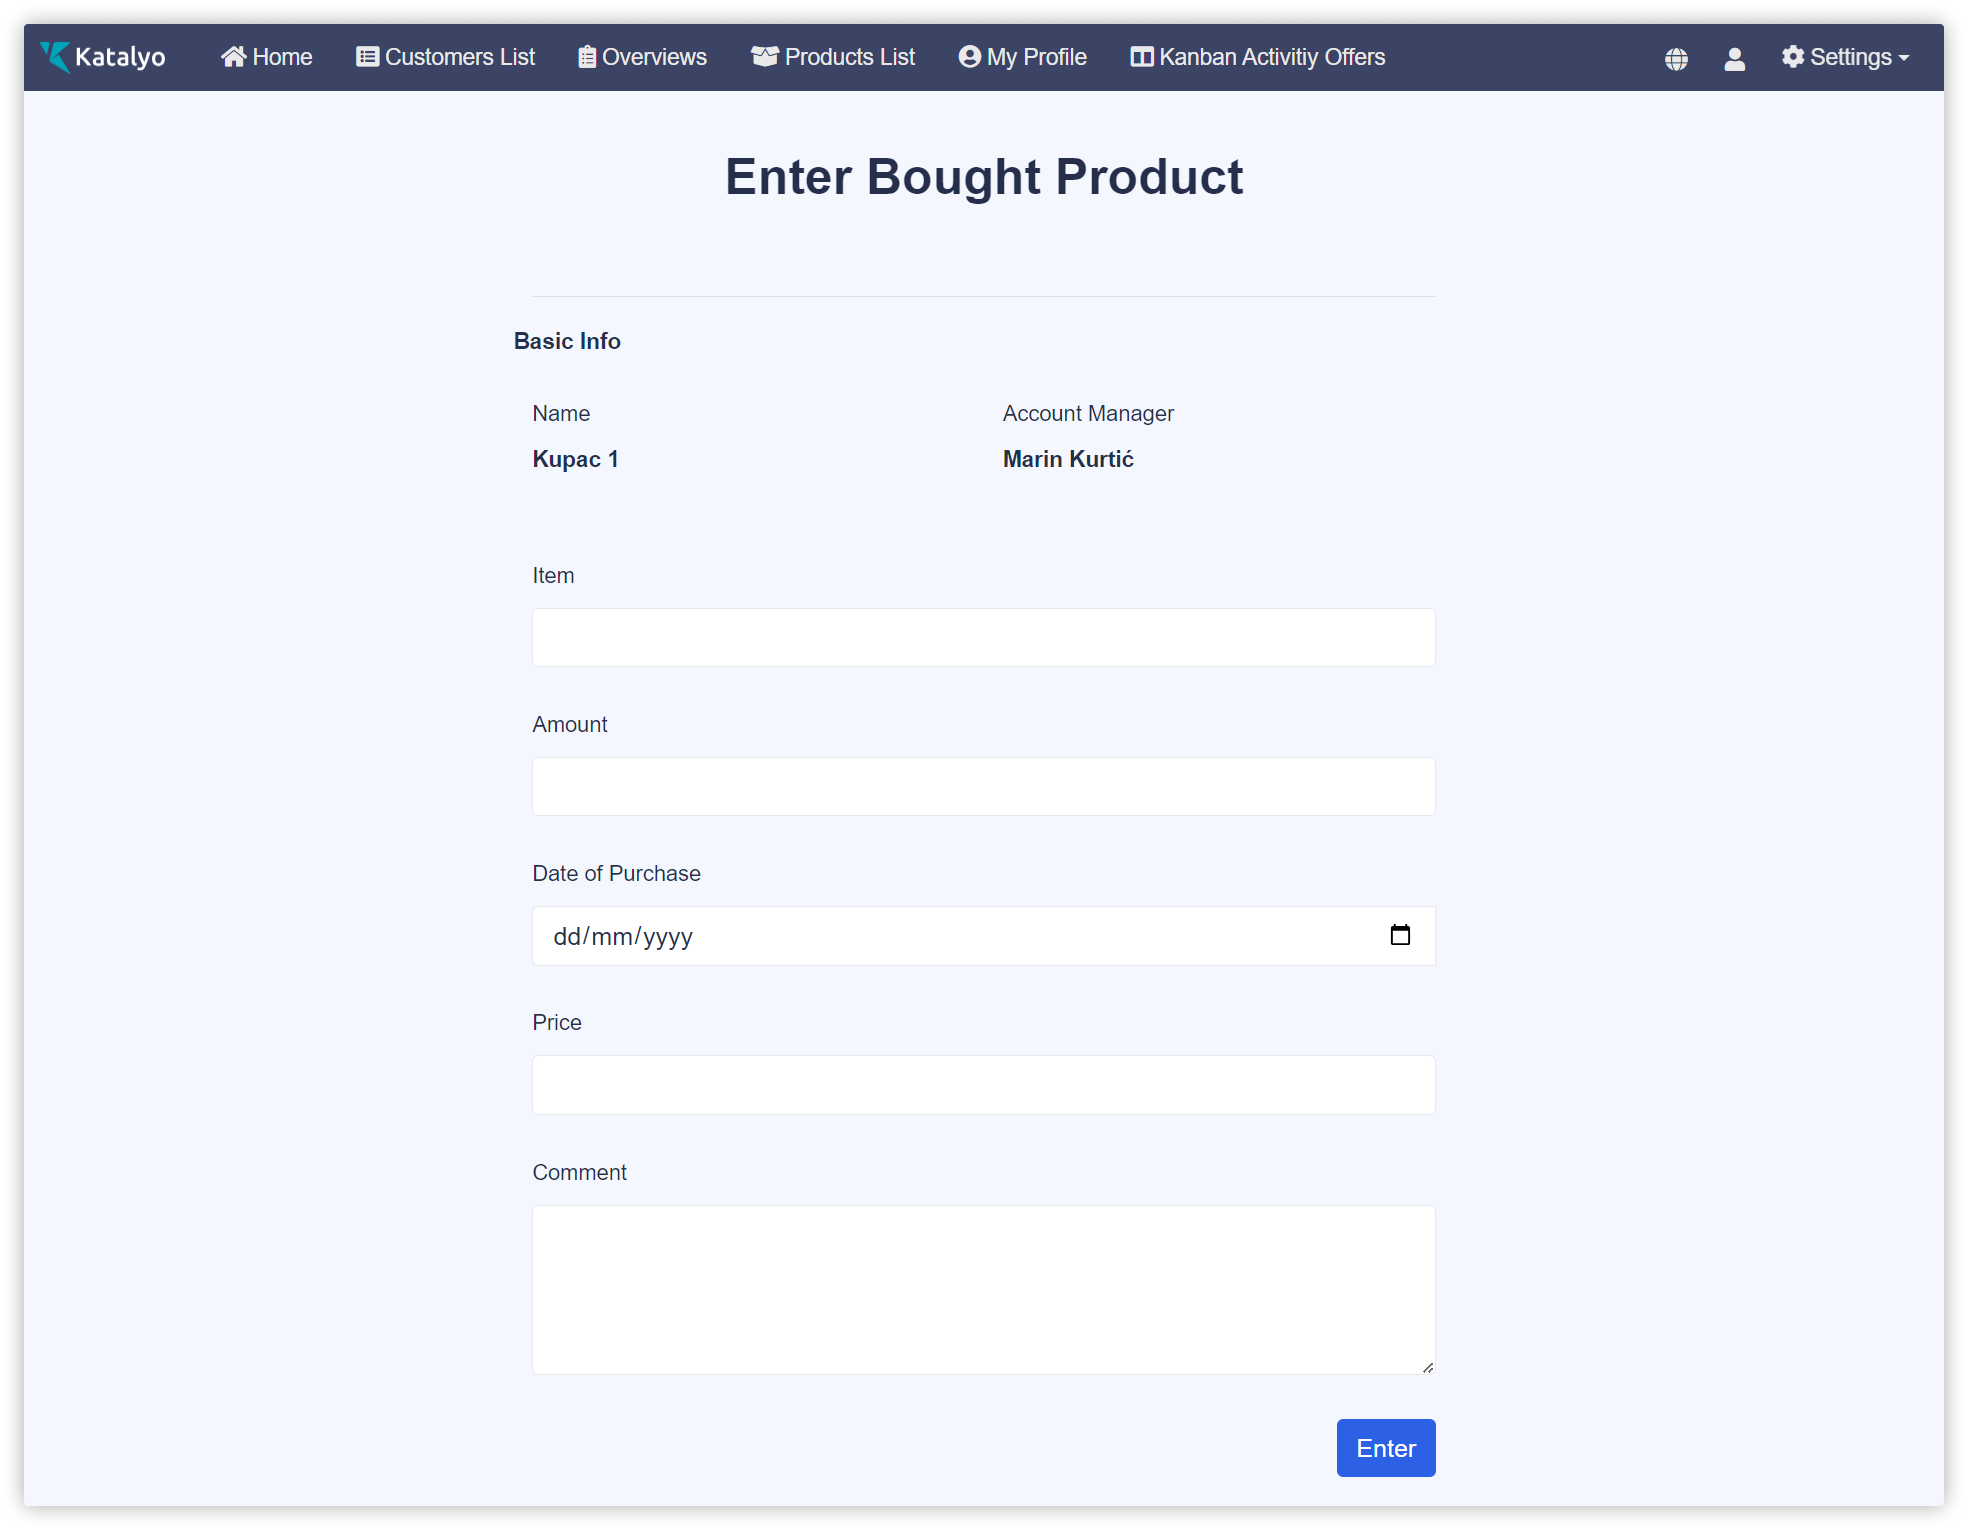 Katalyo Home Customers List Overviews Products List My Profile Kanban Activitiy Offers Settings
Enter Bought Product
Basic Info
Name Account Manager
Kupac 1 Marin Kurtić
Item
Amount
Date of Purchase
dd/mm/yyyy
Price
Comment
Enter